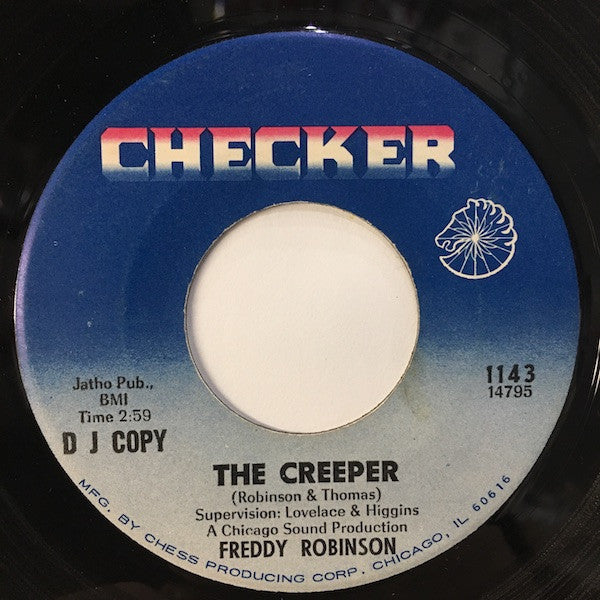 CHECKER
Jatho Pub.,
BMI
Time 2:59
D J COPY
1143
14795
THE CREEPER
(Robinson & Thomas)
Supervision: Lovelace & Higgins
A Chicago Sound Production
FREDDY ROBINSON
MFG. BY CHESS PRODUCING CORP. CHICAGO, IL 60616